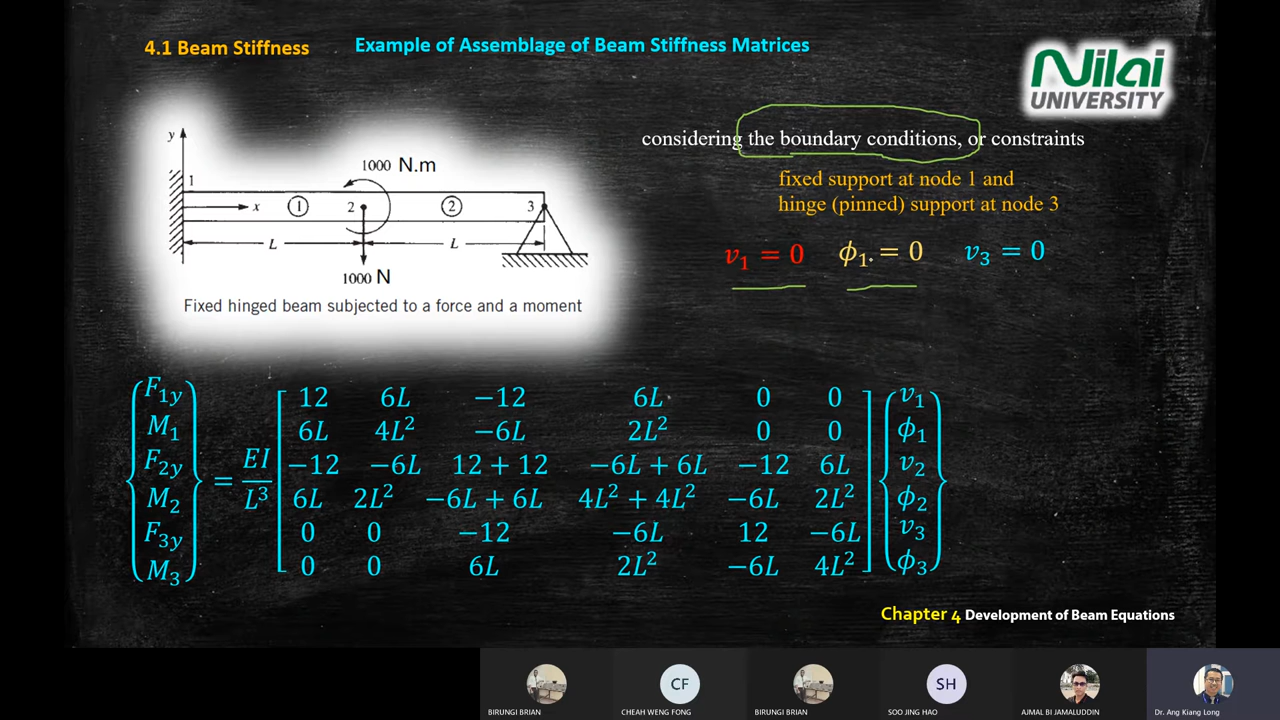 4.1 Beam Stiffness
Example of Assemblage of Beam Stiffness Matrices
Nilai
UNIVERSITY
considering the boundary conditions, or constraints
fixed support at node 1 and
hinge (pinned) support at node 3
v₁ = 0 ϕ₁ = 0 v₃ = 0
y
1000 N.m
1
x ① 2 ② 3
L L
1000 N
Fixed hinged beam subjected to a force and a moment
F₁y 12 6L −12 6L 0 0 v₁
M₁ 6L 4L² −6L 2L² 0 0 ϕ₁
F₂y −12 −6L 12 + 12 −6L + 6L −12 6L v₂
= EI/L³
M₂ 6L 2L² −6L + 6L 4L² + 4L² −6L 2L² ϕ₂
F₃y 0 0 −12 −6L 12 −6L v₃
M₃ 0 0 6L 2L² −6L 4L² ϕ₃
Chapter 4 Development of Beam Equations
CF
SH
BIRUNGI BRIAN
CHEAH WENG FONG
BIRUNGI BRIAN
SOO JING HAO
AJMAL BI JAMALUDDIN
Dr. Ang Kiang Long